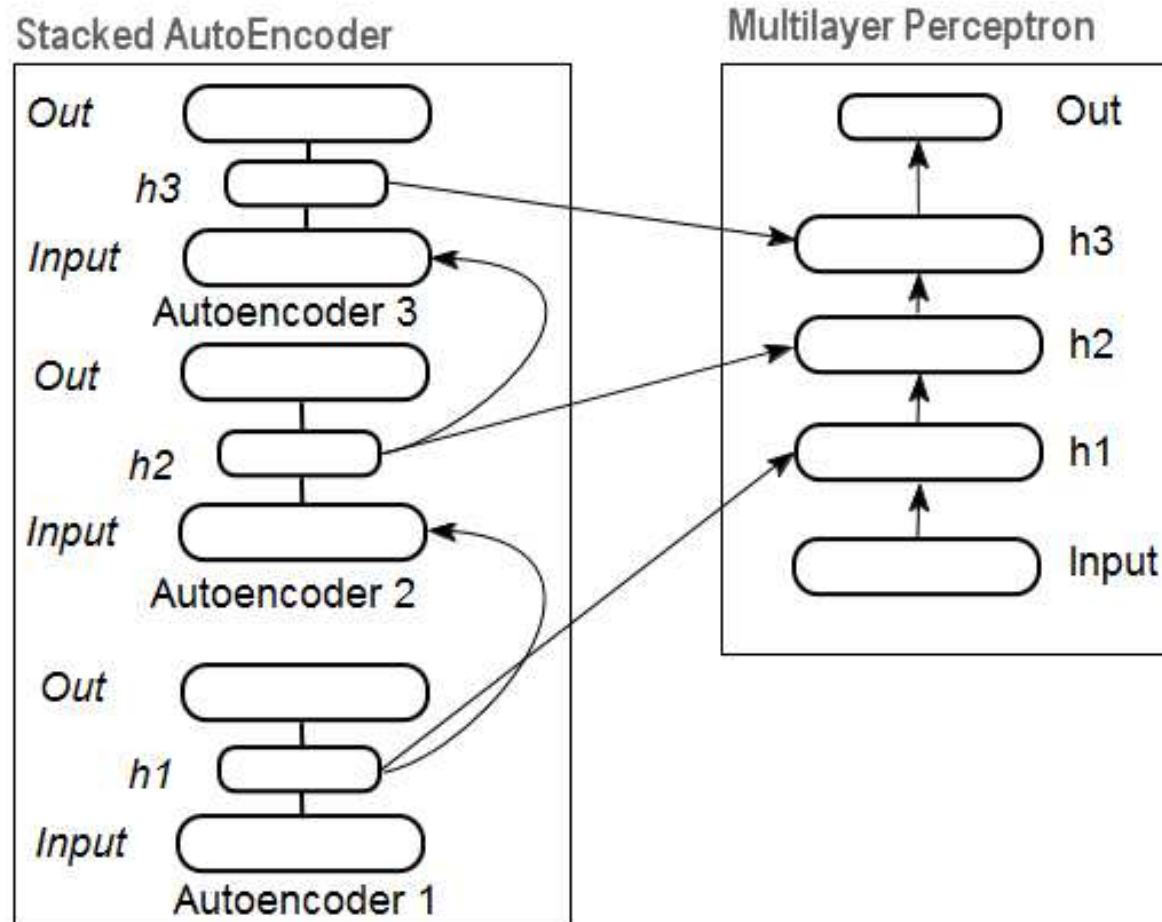 Stacked AutoEncoder
Out
h3
Input
Autoencoder 3
Out
h2
Input
Autoencoder 2
Out
h1
Input
Autoencoder 1
Multilayer Perceptron
Out
h3
h2
h1
Input